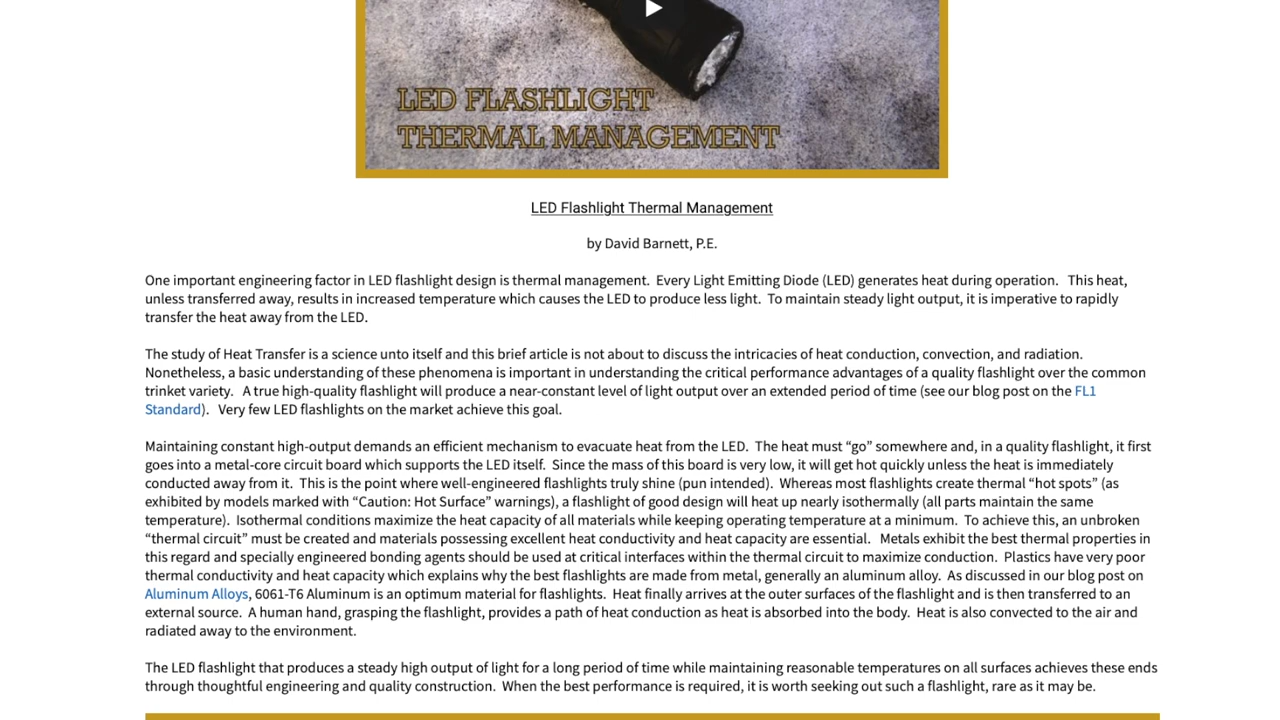 LED FLASHLIGHT
THERMAL MANAGEMENT
LED Flashlight Thermal Management
by David Barnett, P.E.
One important engineering factor in LED flashlight design is thermal management.  Every Light Emitting Diode (LED) generates heat during operation.   This heat,
unless transferred away, results in increased temperature which causes the LED to produce less light.  To maintain steady light output, it is imperative to rapidly
transfer the heat away from the LED.
The study of Heat Transfer is a science unto itself and this brief article is not about to discuss the intricacies of heat conduction, convection, and radiation.
Nonetheless, a basic understanding of these phenomena is important in understanding the critical performance advantages of a quality flashlight over the common
trinket variety.   A true high-quality flashlight will produce a near-constant level of light output over an extended period of time (see our blog post on the FL1
Standard).   Very few LED flashlights on the market achieve this goal.
Maintaining constant high-output demands an efficient mechanism to evacuate heat from the LED.  The heat must “go” somewhere and, in a quality flashlight, it first
goes into a metal-core circuit board which supports the LED itself.  Since the mass of this board is very low, it will get hot quickly unless the heat is immediately
conducted away from it.  This is the point where well-engineered flashlights truly shine (pun intended).  Whereas most flashlights create thermal “hot spots” (as
exhibited by models marked with “Caution: Hot Surface” warnings), a flashlight of good design will heat up nearly isothermally (all parts maintain the same
temperature).  Isothermal conditions maximize the heat capacity of all materials while keeping operating temperature at a minimum.  To achieve this, an unbroken
“thermal circuit” must be created and materials possessing excellent heat conductivity and heat capacity are essential.   Metals exhibit the best thermal properties in
this regard and specially engineered bonding agents should be used at critical interfaces within the thermal circuit to maximize conduction.  Plastics have very poor
thermal conductivity and heat capacity which explains why the best flashlights are made from metal, generally an aluminum alloy.  As discussed in our blog post on
Aluminum Alloys, 6061-T6 Aluminum is an optimum material for flashlights.  Heat finally arrives at the outer surfaces of the flashlight and is then transferred to an
external source.  A human hand, grasping the flashlight, provides a path of heat conduction as heat is absorbed into the body.  Heat is also convected to the air and
radiated away to the environment.
The LED flashlight that produces a steady high output of light for a long period of time while maintaining reasonable temperatures on all surfaces achieves these ends
through thoughtful engineering and quality construction.  When the best performance is required, it is worth seeking out such a flashlight, rare as it may be.